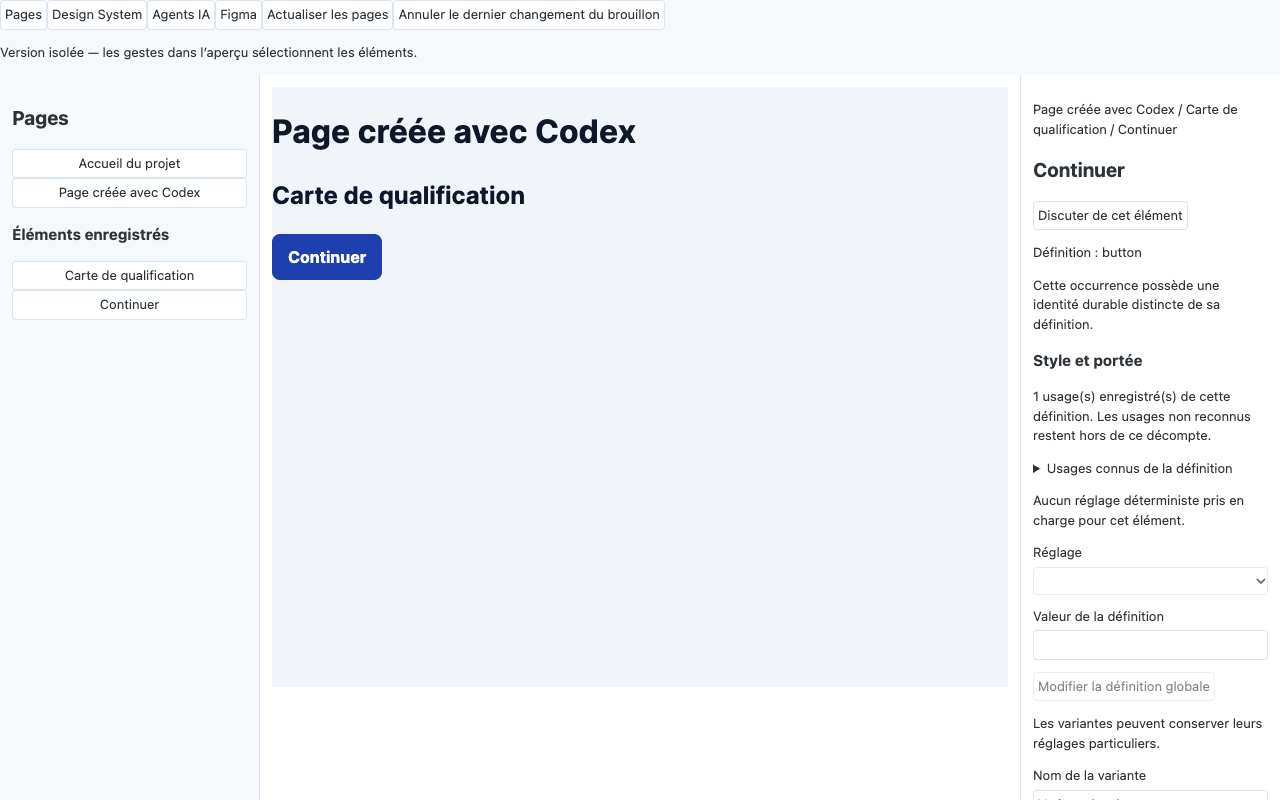 Pages Design System Agents IA Figma Actualiser les pages Annuler le dernier changement du brouillon
Version isolée — les gestes dans l’aperçu sélectionnent les éléments.
Pages
Accueil du projet
Page créée avec Codex
Éléments enregistrés
Carte de qualification
Continuer
Page créée avec Codex
Carte de qualification
Continuer
Page créée avec Codex / Carte de
qualification / Continuer
Continuer
Discuter de cet élément
Définition : button
Cette occurrence possède une
identité durable distincte de sa
définition.
Style et portée
1 usage(s) enregistré(s) de cette
définition. Les usages non reconnus
restent hors de ce décompte.
Usages connus de la définition
Aucun réglage déterministe pris en
charge pour cet élément.
Réglage
Valeur de la définition
Modifier la définition globale
Les variantes peuvent conserver leurs
réglages particuliers.
Nom de la variante